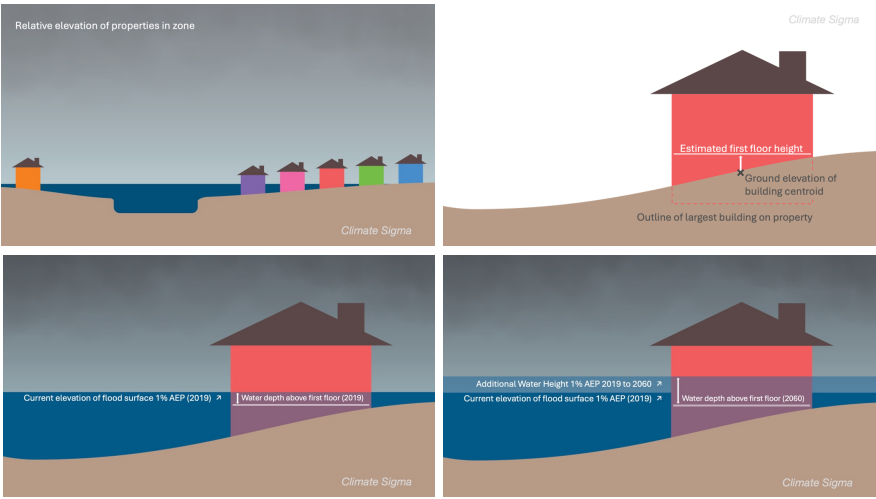 Relative elevation of properties in zone
Climate Sigma
Climate Sigma
Estimated first floor height
Ground elevation of
building centroid
Outline of largest building on property
Current elevation of flood surface 1% AEP (2019)
Water depth above first floor (2019)
Climate Sigma
Additional Water Height 1% AEP 2019 to 2060
Current elevation of flood surface 1% AEP (2019)
Water depth above first floor (2060)
Climate Sigma